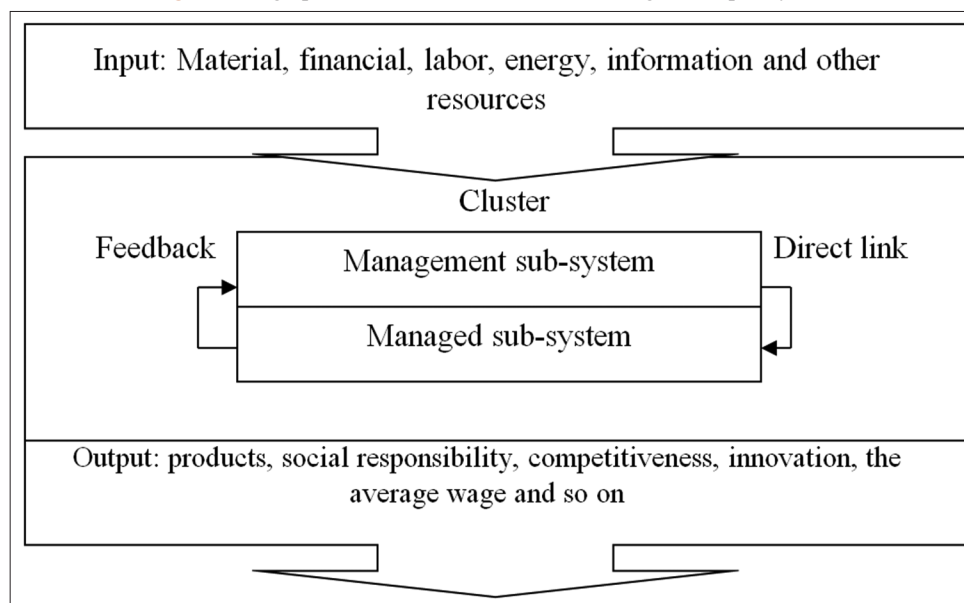 Input: Material, financial, labor, energy, information and other
resources
Cluster
Feedback
Management sub-system
Direct link
Managed sub-system
Output: products, social responsibility, competitiveness, innovation, the
average wage and so on